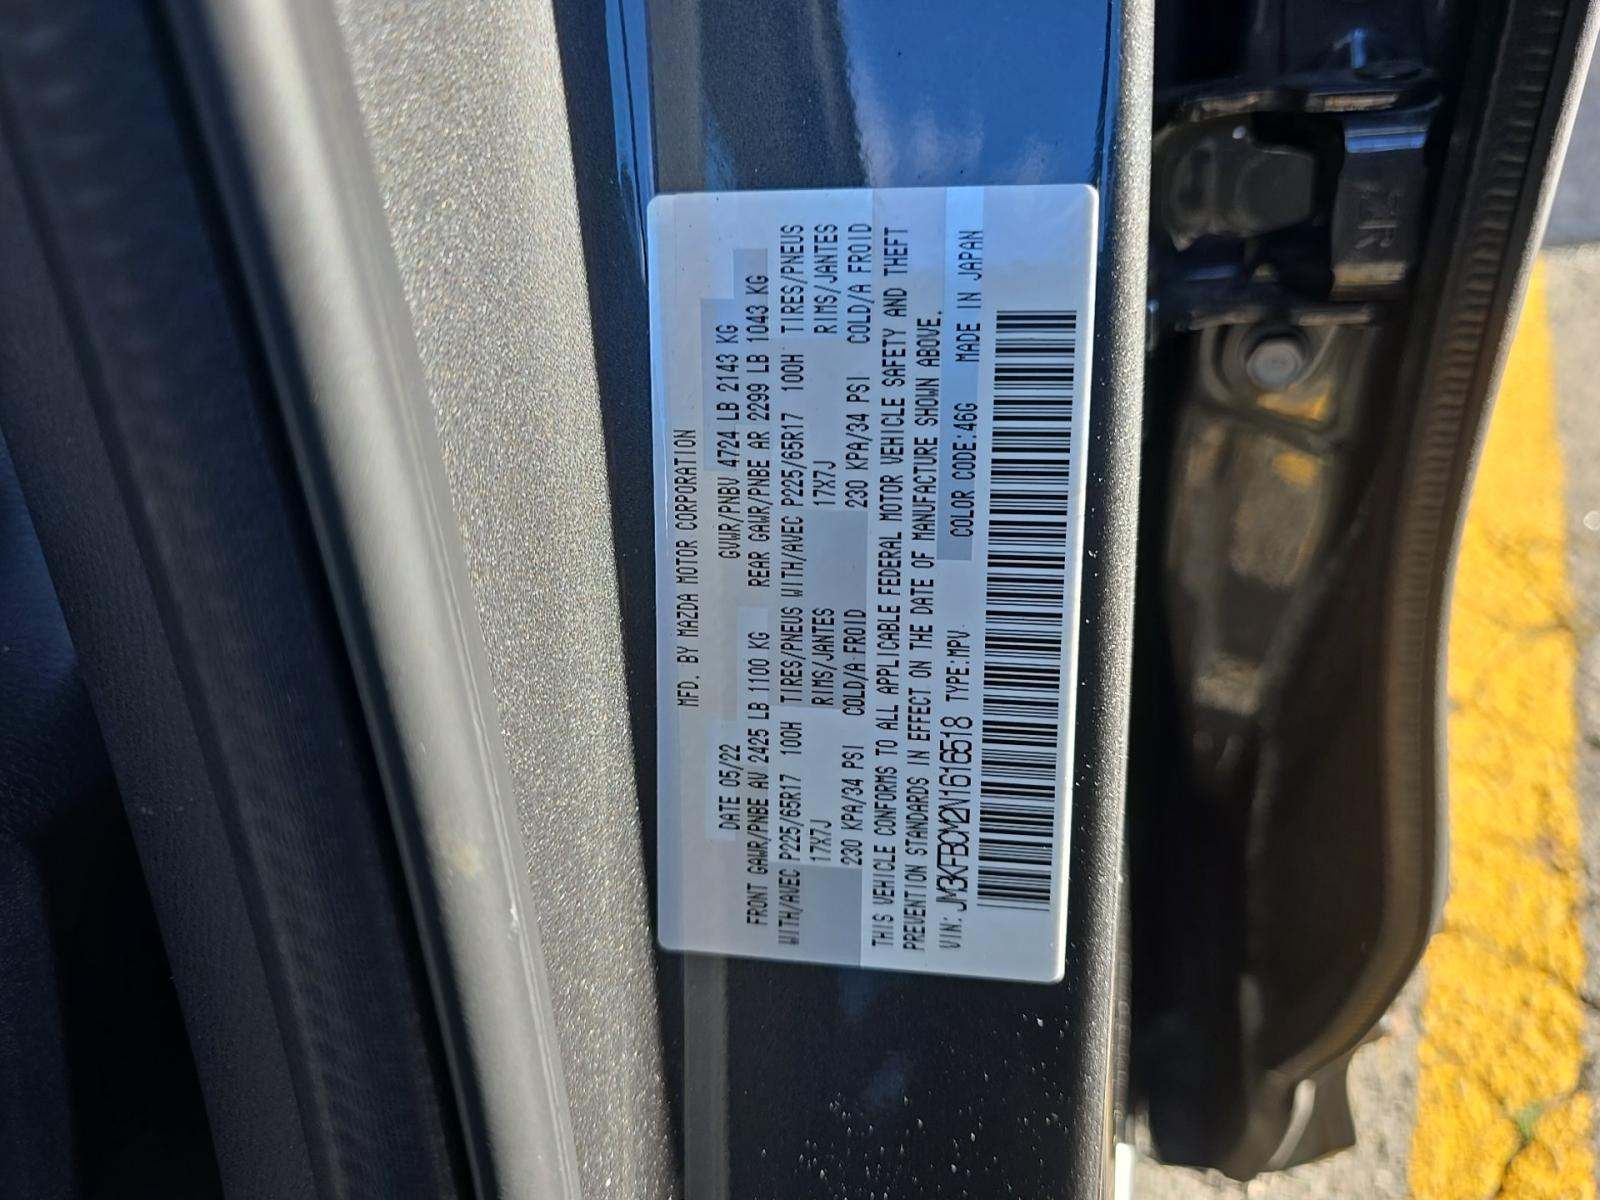 MFD. BY MAZDA MOTOR CORPORATION
DATE 05/22 GVWR/PNBV 4724 LB 2143 KG
FRONT GAWR/PNBE AV 2425 LB 1100 KG REAR GAWR/PNBE AR 2299 LB 1043 KG
WITH/AVEC P225/65R17 100H TIRES/PNEUS WITH/AVEC P225/65R17 100H TIRES/PNEUS
17X7J RIMS/JANTES 17X7J RIMS/JANTES
230 KPA/34 PSI COLD/A FROID 230 KPA/34 PSI COLD/A FROID
THIS VEHICLE CONFORMS TO ALL APPLICABLE FEDERAL MOTOR VEHICLE SAFETY AND THEFT
PREVENTION STANDARDS IN EFFECT ON THE DATE OF MANUFACTURE SHOWN ABOVE.
VIN: JM3KFBCM2N1616518 TYPE:MPV COLOR CODE:46G MADE IN JAPAN